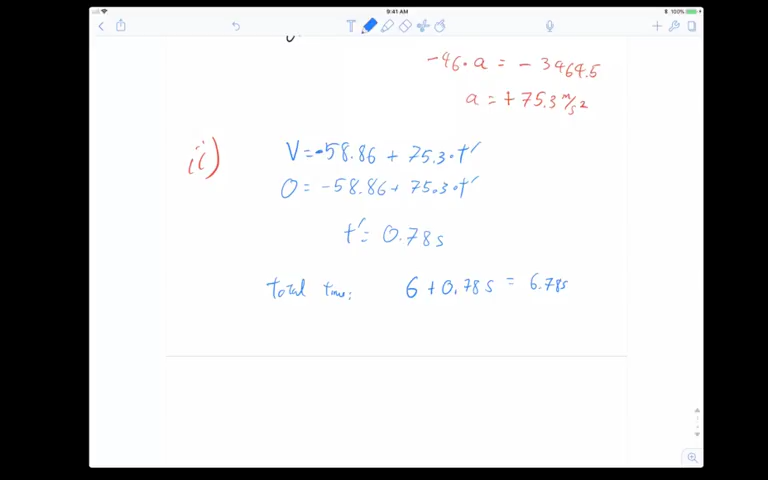 9:41 AM
100%
T
-46·a = - 3464.5
a = + 75.3 m/s2
ii)
V = -58.86 + 75.3·t'
0 = -58.86 + 75.3·t'
t' = 0.78 s
Total time: 6 + 0.78 s = 6.78s